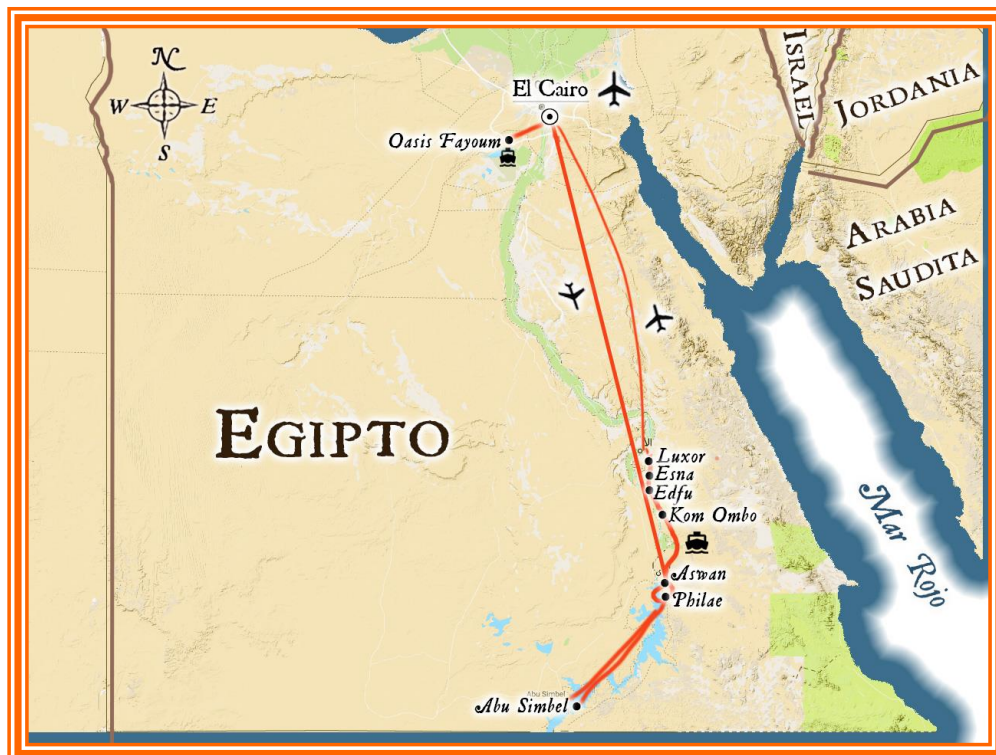 N
W E
S
El Cairo
Oasis Fayoum
ISRAEL
JORDANIA
ARABIA
SAUDITA
EGIPTO
Luxor
Esna
Edfu
Kom Ombo
Mar Rojo
Aswan
Philae
Abu Simbel
Abu Simbel